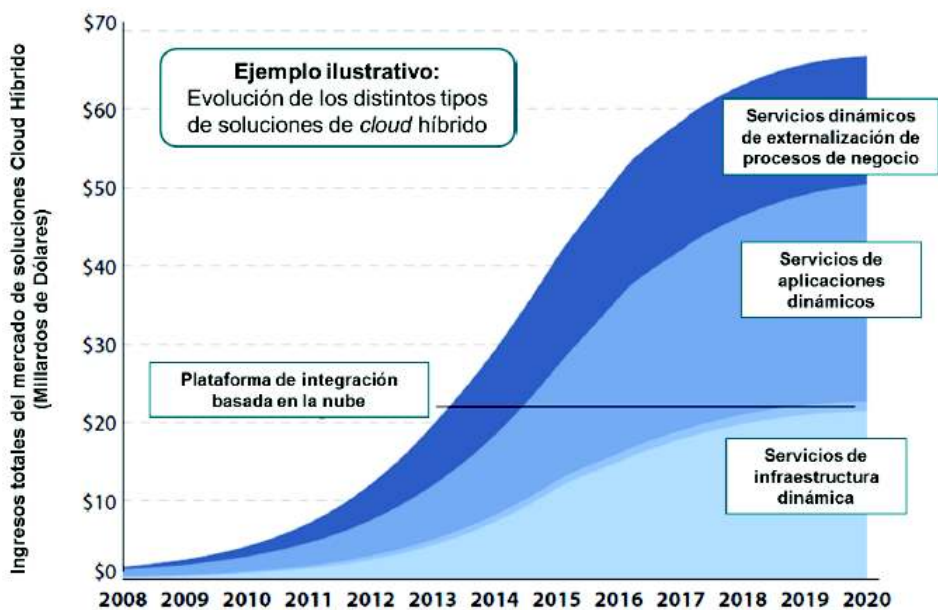 Ingresos totales del mercado de soluciones Cloud Híbrido
(Millardos de Dólares)
$70
$60
$50
$40
$30
$20
$10
$0
Ejemplo ilustrativo:
Evolución de los distintos tipos
de soluciones de cloud híbrido
Servicios dinámicos
de externalización de
procesos de negocio
Servicios de
aplicaciones
dinámicos
Plataforma de integración
basada en la nube
Servicios de
infraestructura
dinámica
2008 2009 2010 2011 2012 2013 2014 2015 2016 2017 2018 2019 2020